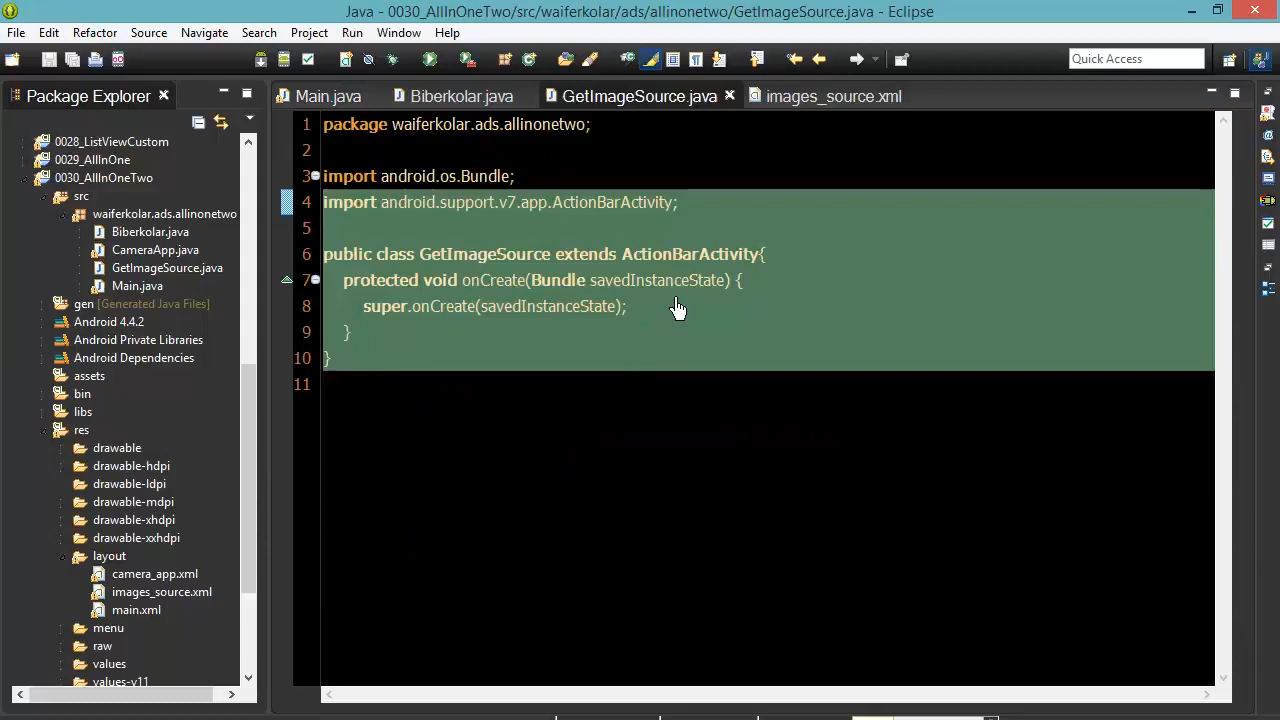 Java - 0030_AllInOneTwo/src/waiferkolar/ads/allinonetwo/GetImageSource.java - Eclipse
File Edit Refactor Source Navigate Search Project Run Window Help
Quick Access
Package Explorer
Main.java
Biberkolar.java
GetImageSource.java
images_source.xml
0028_ListViewCustom
0029_AllInOne
0030_AllInOneTwo
src
waiferkolar.ads.allinonetwo
Biberkolar.java
CameraApp.java
GetImageSource.java
Main.java
gen [Generated Java Files]
Android 4.4.2
Android Private Libraries
Android Dependencies
assets
bin
libs
res
drawable
drawable-hdpi
drawable-ldpi
drawable-mdpi
drawable-xhdpi
drawable-xxhdpi
layout
camera_app.xml
images_source.xml
main.xml
menu
raw
values
values-v11
1 package waiferkolar.ads.allinonetwo;
2
3 import android.os.Bundle;
4 import android.support.v7.app.ActionBarActivity;
5
6 public class GetImageSource extends ActionBarActivity{
7 protected void onCreate(Bundle savedInstanceState) {
8 super.onCreate(savedInstanceState);
9 }
10 }
11